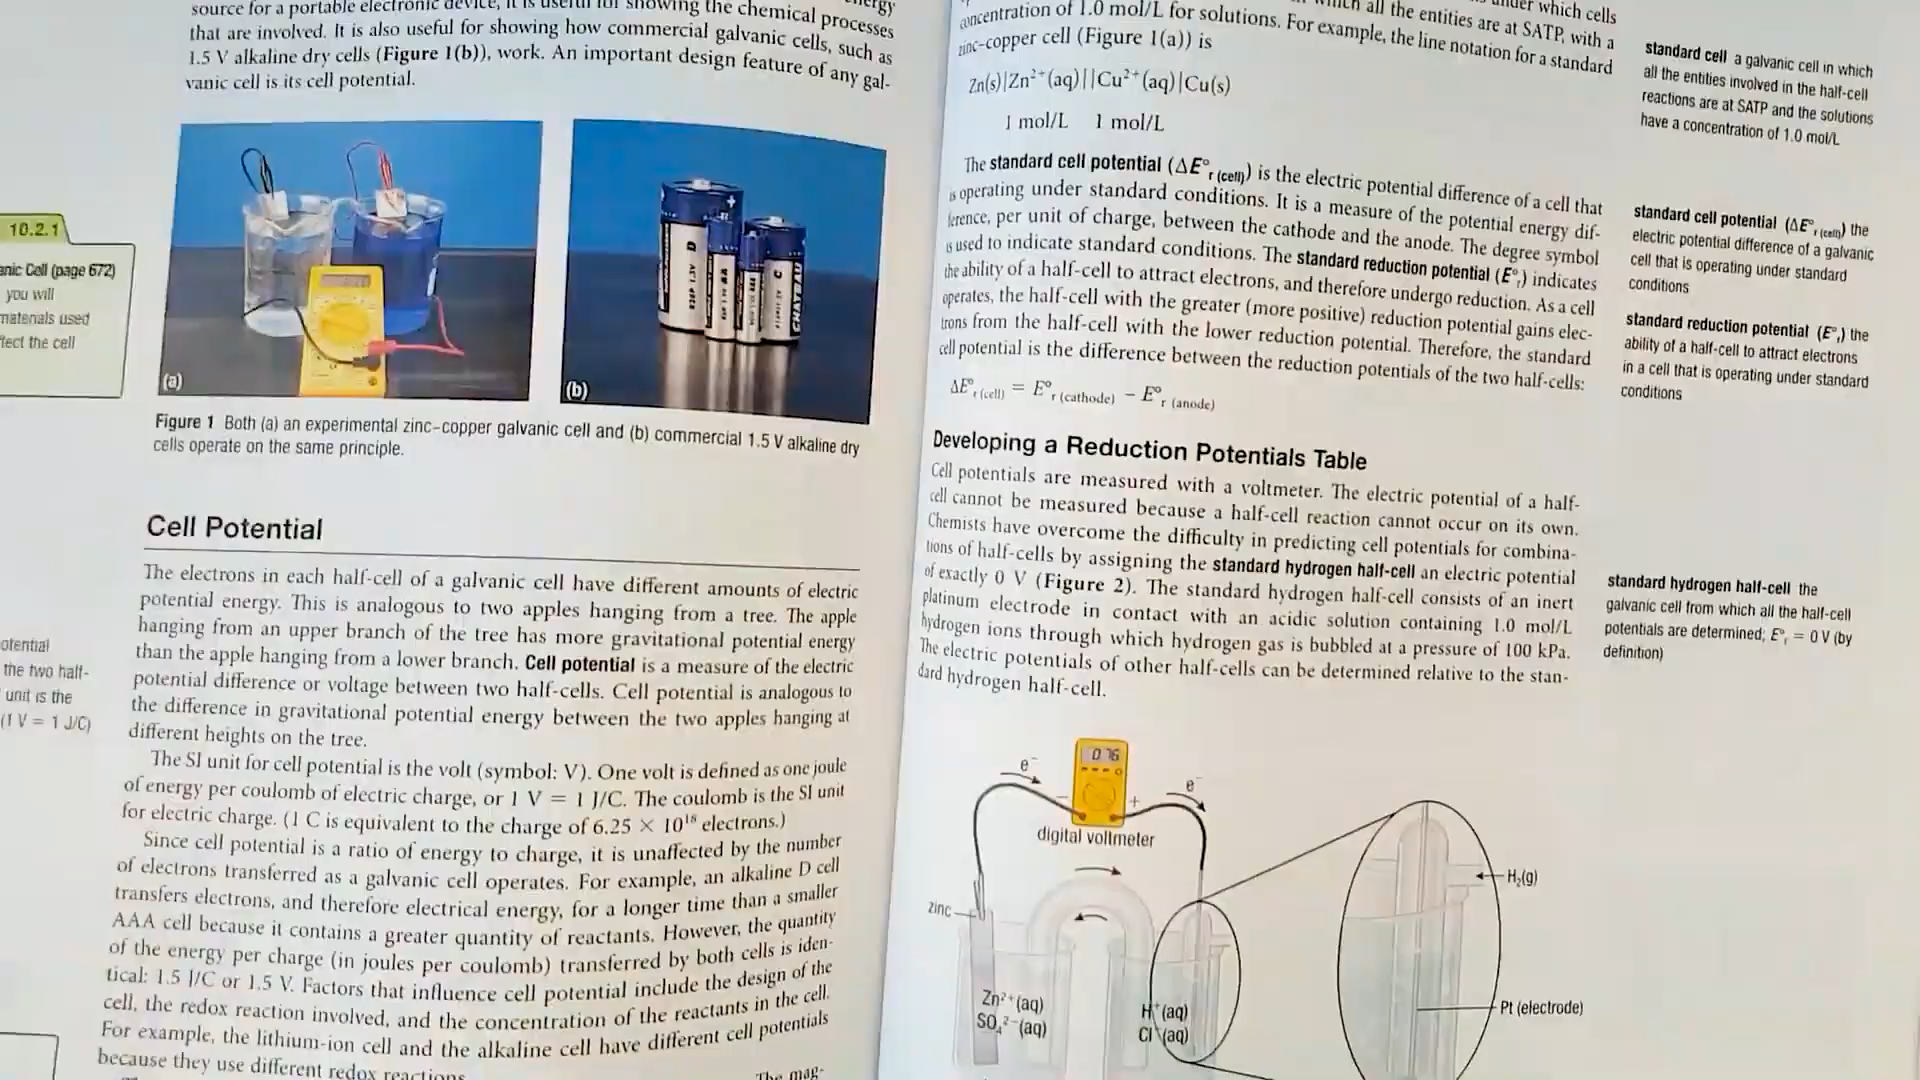 source for a portable electronic device, it is useful for showing the chemical processes
that are involved. It is also useful for showing how commercial galvanic cells, such as
1.5 V alkaline dry cells (Figure 1(b)), work. An important design feature of any gal-
vanic cell is its cell potential.
10.2.1
Cell (page 672)
you will
materials used
the cell
(a)
(b)
D
C
Figure 1 Both (a) an experimental zinc–copper galvanic cell and (b) commercial 1.5 V alkaline dry
cells operate on the same principle.
Cell Potential
The electrons in each half-cell of a galvanic cell have different amounts of electric
potential energy. This is analogous to two apples hanging from a tree. The apple
hanging from an upper branch of the tree has more gravitational potential energy
than the apple hanging from a lower branch. Cell potential is a measure of the electric
potential difference or voltage between two half-cells. Cell potential is analogous to
the difference in gravitational potential energy between the two apples hanging at
different heights on the tree.
The SI unit for cell potential is the volt (symbol: V). One volt is defined as one joule
of energy per coulomb of electric charge, or 1 V = 1 J/C. The coulomb is the SI unit
for electric charge. (1 C is equivalent to the charge of 6.25 × 10¹⁸ electrons.)
Since cell potential is a ratio of energy to charge, it is unaffected by the number
of electrons transferred as a galvanic cell operates. For example, an alkaline D cell
transfers electrons, and therefore electrical energy, for a longer time than a smaller
AAA cell because it contains a greater quantity of reactants. However, the quantity
of the energy per charge (in joules per coulomb) transferred by both cells is iden-
tical: 1.5 J/C or 1.5 V. Factors that influence cell potential include the design of the
cell, the redox reaction involved, and the concentration of the reactants in the cell.
For example, the lithium-ion cell and the alkaline cell have different cell potentials
because they use different redox reactions.
The mag-
otential
the two half-
unit is the
(1 V = 1 J/C)
under which cells
which all the entities are at SATP, with a
concentration of 1.0 mol/L for solutions. For example, the line notation for a standard
zinc–copper cell (Figure 1(a)) is
Zn(s)|Zn²⁺(aq)||Cu²⁺(aq)|Cu(s)
1 mol/L 1 mol/L
The standard cell potential (ΔE°r (cell)) is the electric potential difference of a cell that
is operating under standard conditions. It is a measure of the potential energy dif-
ference, per unit of charge, between the cathode and the anode. The degree symbol
is used to indicate standard conditions. The standard reduction potential (E°r) indicates
the ability of a half-cell to attract electrons, and therefore undergo reduction. As a cell
operates, the half-cell with the greater (more positive) reduction potential gains elec-
trons from the half-cell with the lower reduction potential. Therefore, the standard
cell potential is the difference between the reduction potentials of the two half-cells:
ΔE°r (cell) = E°r (cathode) − E°r (anode)
Developing a Reduction Potentials Table
Cell potentials are measured with a voltmeter. The electric potential of a half-
cell cannot be measured because a half-cell reaction cannot occur on its own.
Chemists have overcome the difficulty in predicting cell potentials for combina-
tions of half-cells by assigning the standard hydrogen half-cell an electric potential
of exactly 0 V (Figure 2). The standard hydrogen half-cell consists of an inert
platinum electrode in contact with an acidic solution containing 1.0 mol/L
hydrogen ions through which hydrogen gas is bubbled at a pressure of 100 kPa.
The electric potentials of other half-cells can be determined relative to the stan-
dard hydrogen half-cell.
standard cell a galvanic cell in which
all the entities involved in the half-cell
reactions are at SATP and the solutions
have a concentration of 1.0 mol/L
standard cell potential (ΔE°r (cell)) the
electric potential difference of a galvanic
cell that is operating under standard
conditions
standard reduction potential (E°r) the
ability of a half-cell to attract electrons
in a cell that is operating under standard
conditions
standard hydrogen half-cell the
galvanic cell from which all the half-cell
potentials are determined; E°r = 0 V (by
definition)
e⁻
0.76
e⁻
− +
digital voltmeter
zinc
H₂(g)
Zn²⁺(aq)
SO₄²⁻(aq)
H⁺(aq)
Cl⁻(aq)
Pt (electrode)